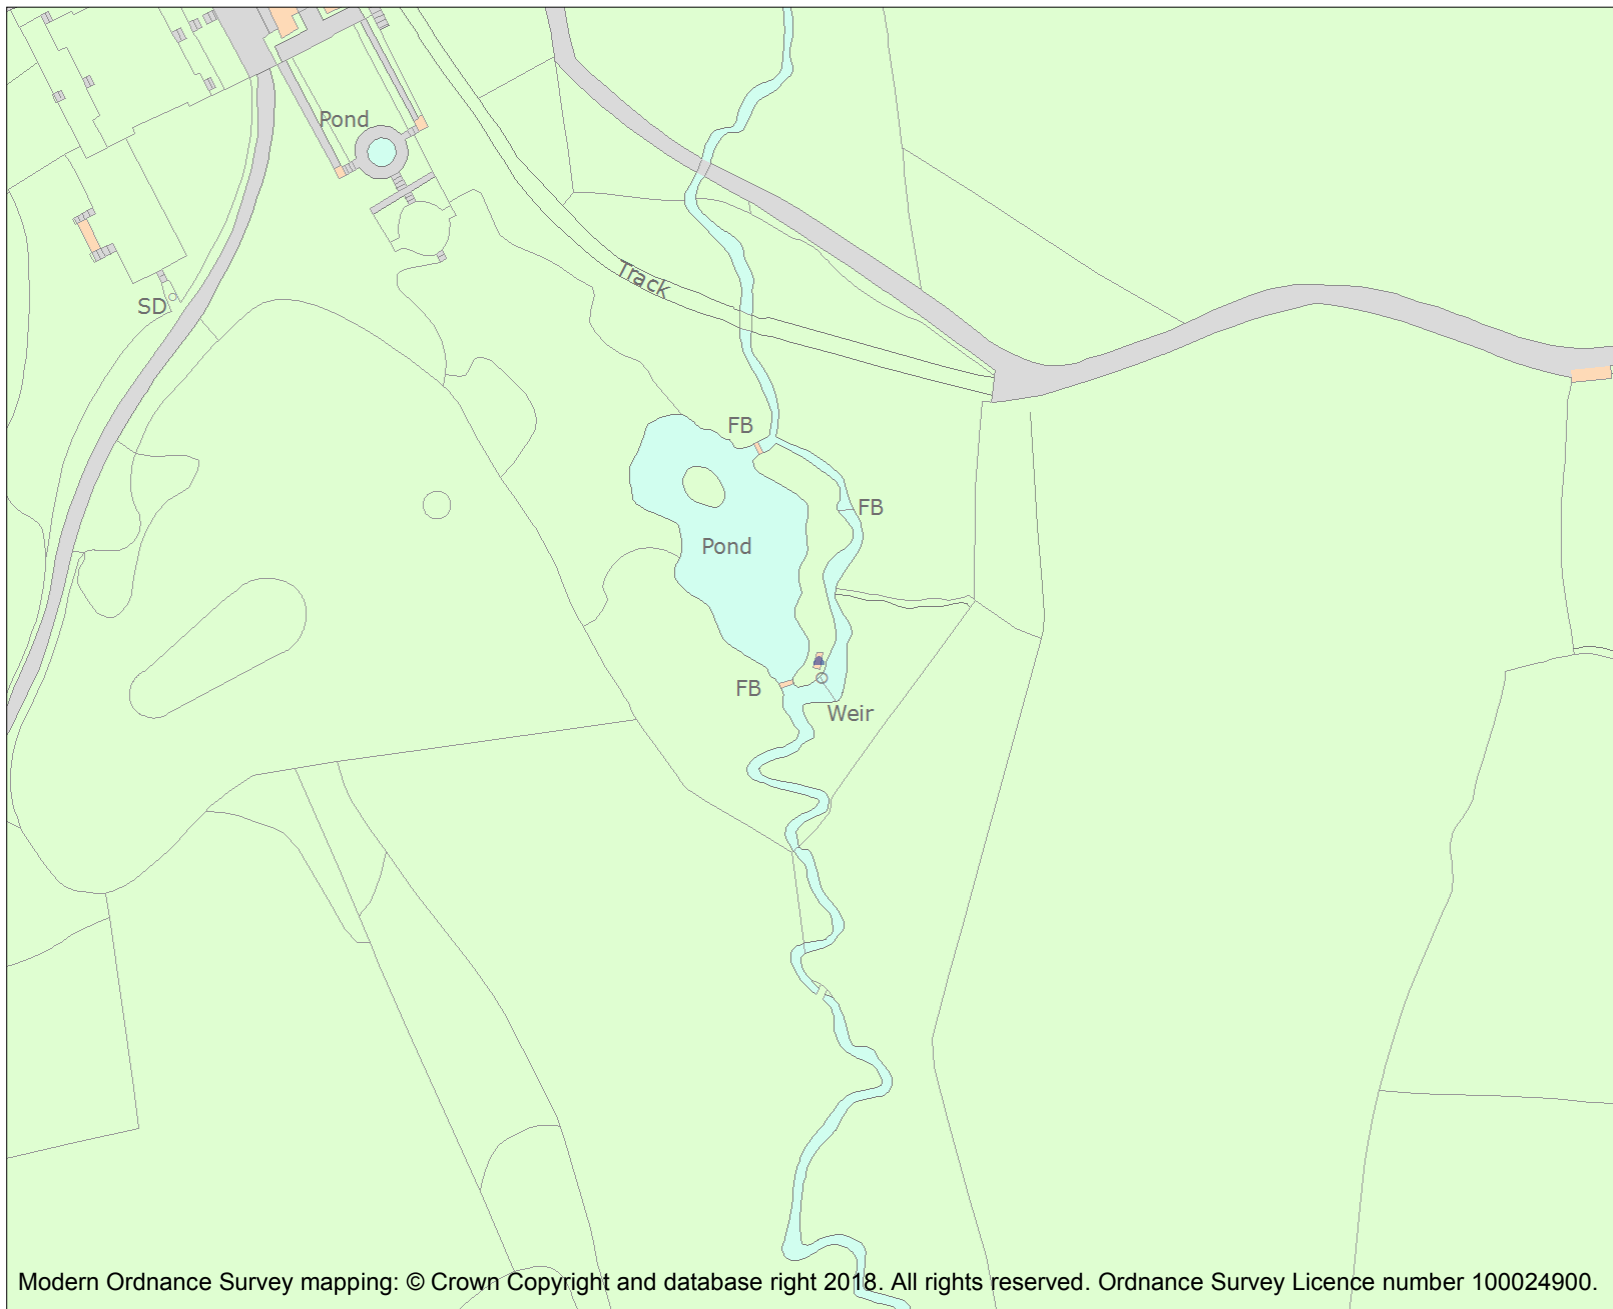 Pond
Track
SD
FB
FB
Pond
FB
Weir
Modern Ordnance Survey mapping: © Crown Copyright and database right 2018. All rights reserved. Ordnance Survey Licence number 100024900.